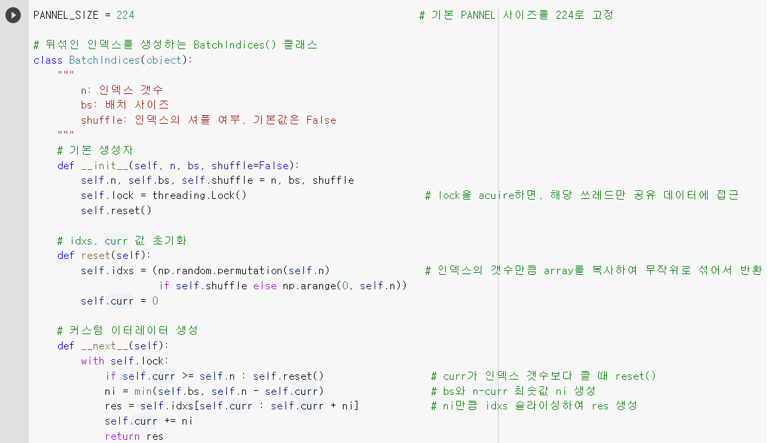 PANNEL_SIZE = 224 # 기본 PANNEL 사이즈를 224로 고정
# 뒤섞인 인덱스를 생성하는 BatchIndices() 클래스
class BatchIndices(object):
"""
n: 인덱스 갯수
bs: 배치 사이즈
shuffle: 인덱스의 셔플 여부, 기본값은 False
"""
# 기본 생성자
def __init__(self, n, bs, shuffle=False):
self.n, self.bs, self.shuffle = n, bs, shuffle
self.lock = threading.Lock() # lock을 acuire하면, 해당 쓰레드만 공유 데이터에 접근
self.reset()
# idxs, curr 값 초기화
def reset(self):
self.idxs = (np.random.permutation(self.n) # 인덱스의 갯수만큼 array를 복사하여 무작위로 섞어서 반환
if self.shuffle else np.arange(0, self.n))
self.curr = 0
# 커스텀 이터레이터 생성
def __next__(self):
with self.lock:
if self.curr >= self.n : self.reset() # curr가 인덱스 갯수보다 클 때 reset()
ni = min(self.bs, self.n - self.curr) # bs와 n-curr 최솟값 ni 생성
res = self.idxs[self.curr : self.curr + ni] # ni만큼 idxs 슬라이싱하여 res 생성
self.curr += ni
return res